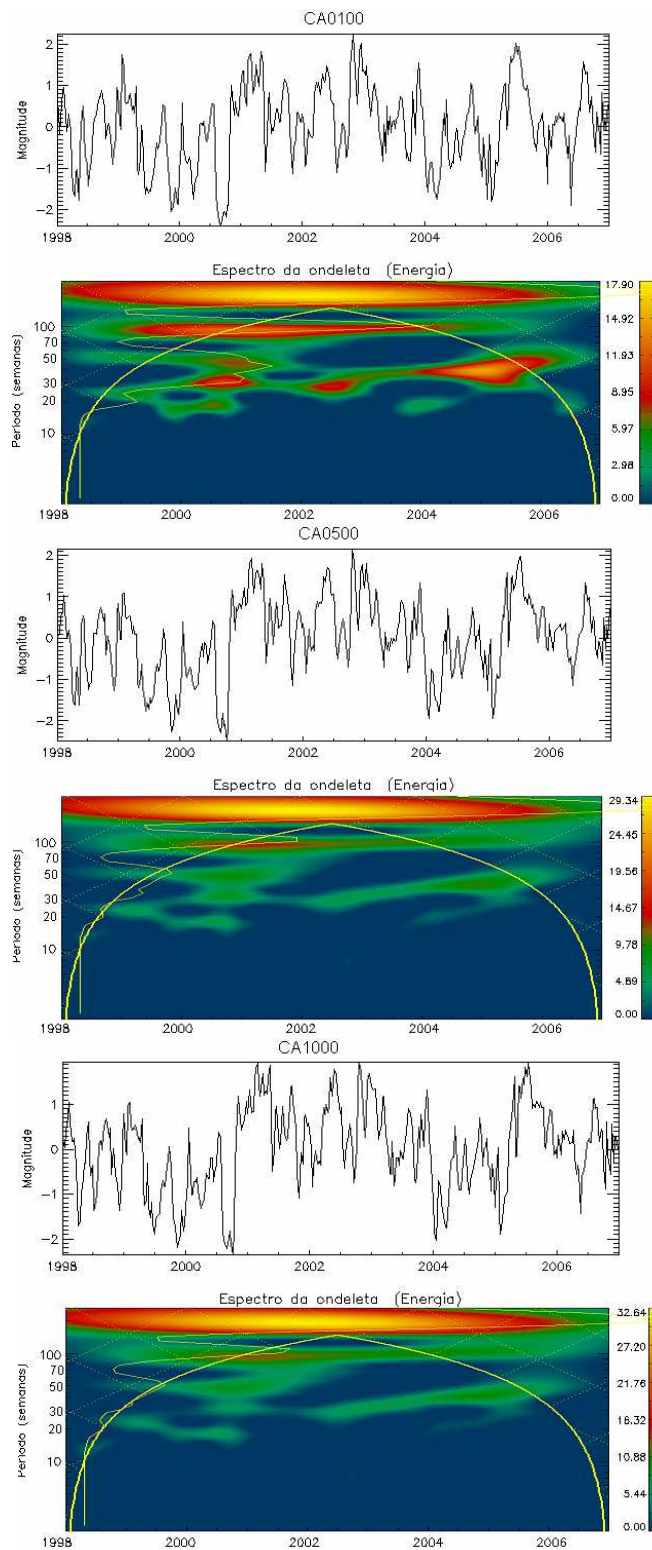 CA0100
2
1
0
−1
−2
Magnitude
1998 2000 2002 2004 2006
Espectro da ondeleta (Energia)
100
70
50
30
20
10
Período (semanas)
1998 2000 2002 2004 2006
17.90
14.92
11.93
8.95
5.97
2.98
0.00
CA0500
2
1
0
−1
−2
Magnitude
1998 2000 2002 2004 2006
Espectro da ondeleta (Energia)
100
70
50
30
20
10
Período (semanas)
1998 2000 2002 2004 2006
29.34
24.45
19.56
14.67
9.78
4.89
0.00
CA1000
1
0
−1
−2
Magnitude
1998 2000 2002 2004 2006
Espectro da ondeleta (Energia)
100
70
50
30
20
10
Período (semanas)
1998 2000 2002 2004 2006
32.64
27.20
21.76
16.32
10.88
5.44
0.00